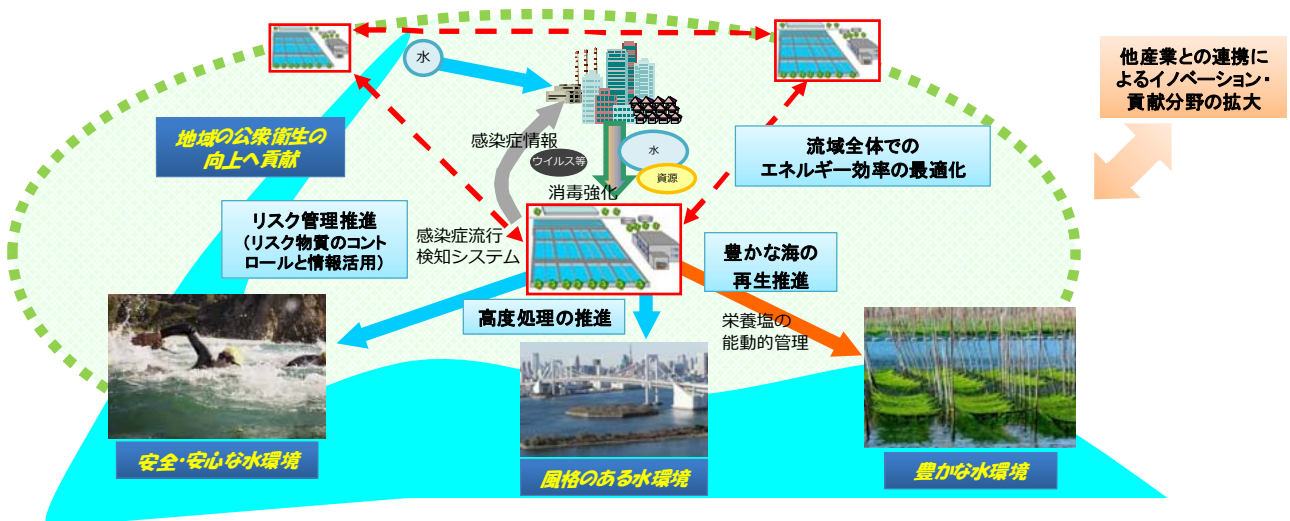 水
他産業との連携に
よるイノベーション・
貢献分野の拡大
地域の公衆衛生の
向上へ貢献
感染症情報
ウイルス等
水
資源
流域全体での
エネルギー効率の最適化
消毒強化
リスク管理推進
（リスク物質のコント
ロールと情報活用）
感染症流行
検知システム
豊かな海の
再生推進
高度処理の推進
栄養塩の
能動的管理
安全・安心な水環境
風格のある水環境
豊かな水環境